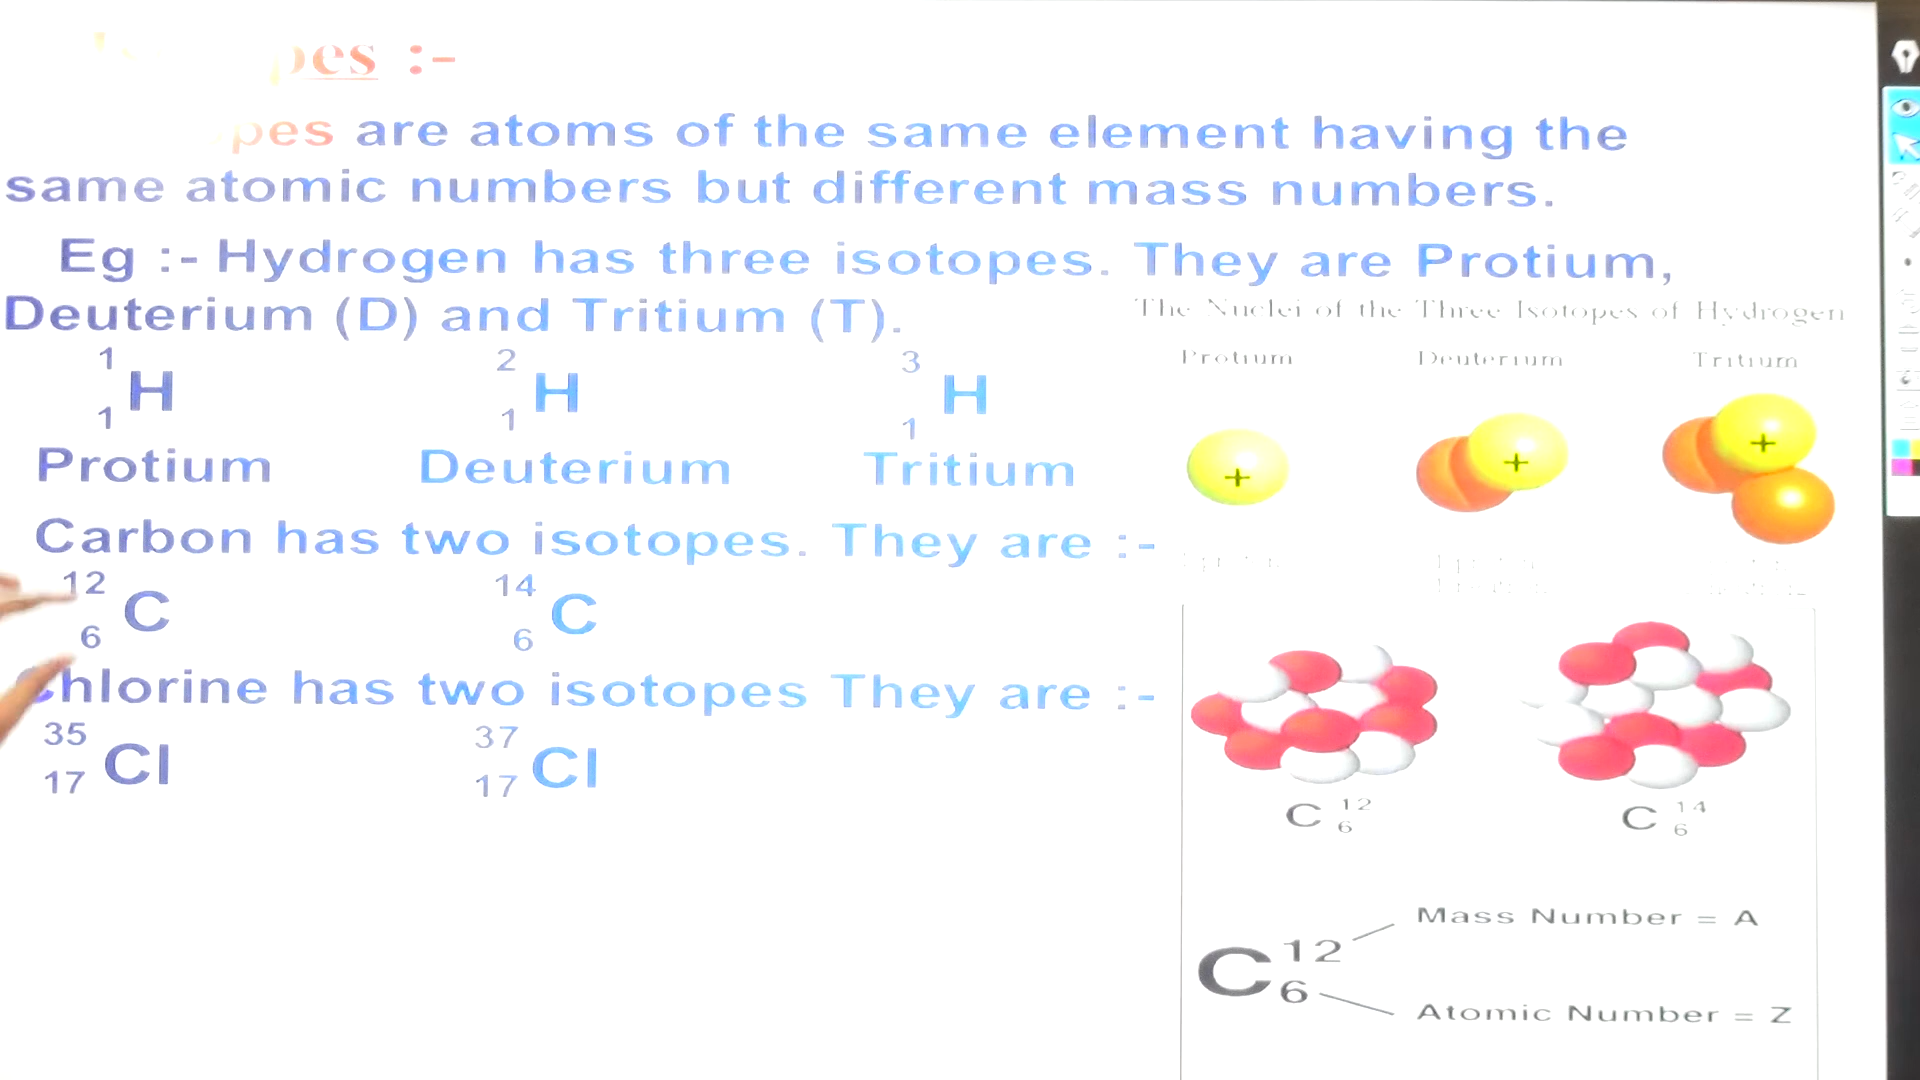 pes :-
pes are atoms of the same element having the
same atomic numbers but different mass numbers.
Eg :- Hydrogen has three isotopes. They are Protium,
Deuterium (D) and Tritium (T).
1 1 H 2 1 H 3 1 H
Protium Deuterium Tritium
Carbon has two isotopes. They are :-
12 6 C 14 6 C
Chlorine has two isotopes They are :-
35 17 Cl 37 17 Cl
The Nuclei of the Three Isotopes of Hydrogen
Protium Deuterium Tritium
+ + +
C 12 6 C 14 6
C 12 6
Mass Number = A
Atomic Number = Z